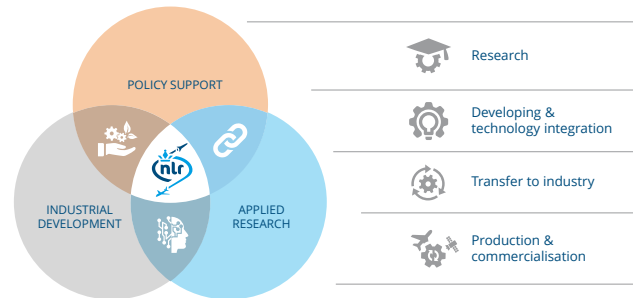 POLICY SUPPORT
nlr
INDUSTRIAL
DEVELOPMENT
APPLIED
RESEARCH
Research
Developing &
technology integration
Transfer to industry
Production &
commercialisation